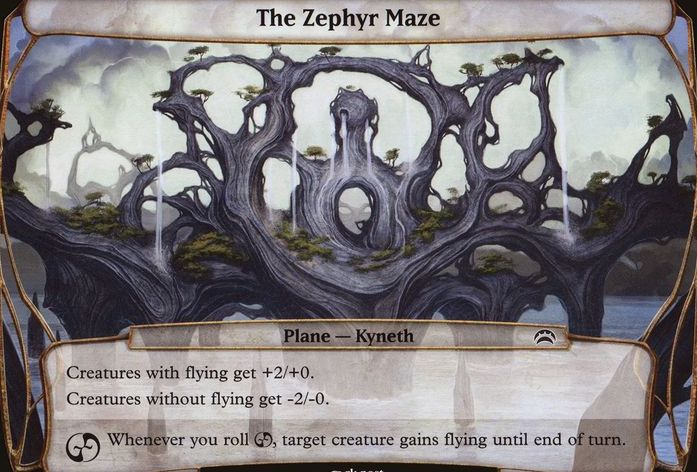 The Zephyr Maze
Plane — Kyneth
Creatures with flying get +2/+0.
Creatures without flying get -2/-0.
Whenever you roll , target creature gains flying until end of turn.